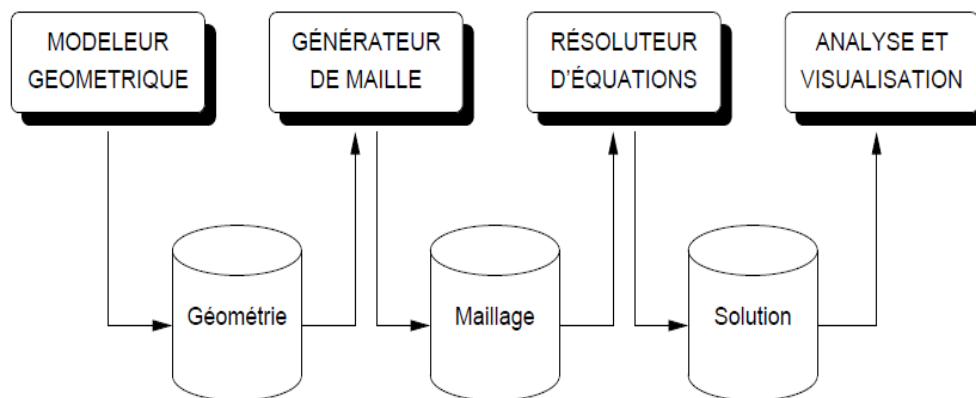 MODELEUR
GEOMETRIQUE
GÉNÉRATEUR
DE MAILLE
RÉSOLUTEUR
D'ÉQUATIONS
ANALYSE ET
VISUALISATION
Géométrie
Maillage
Solution